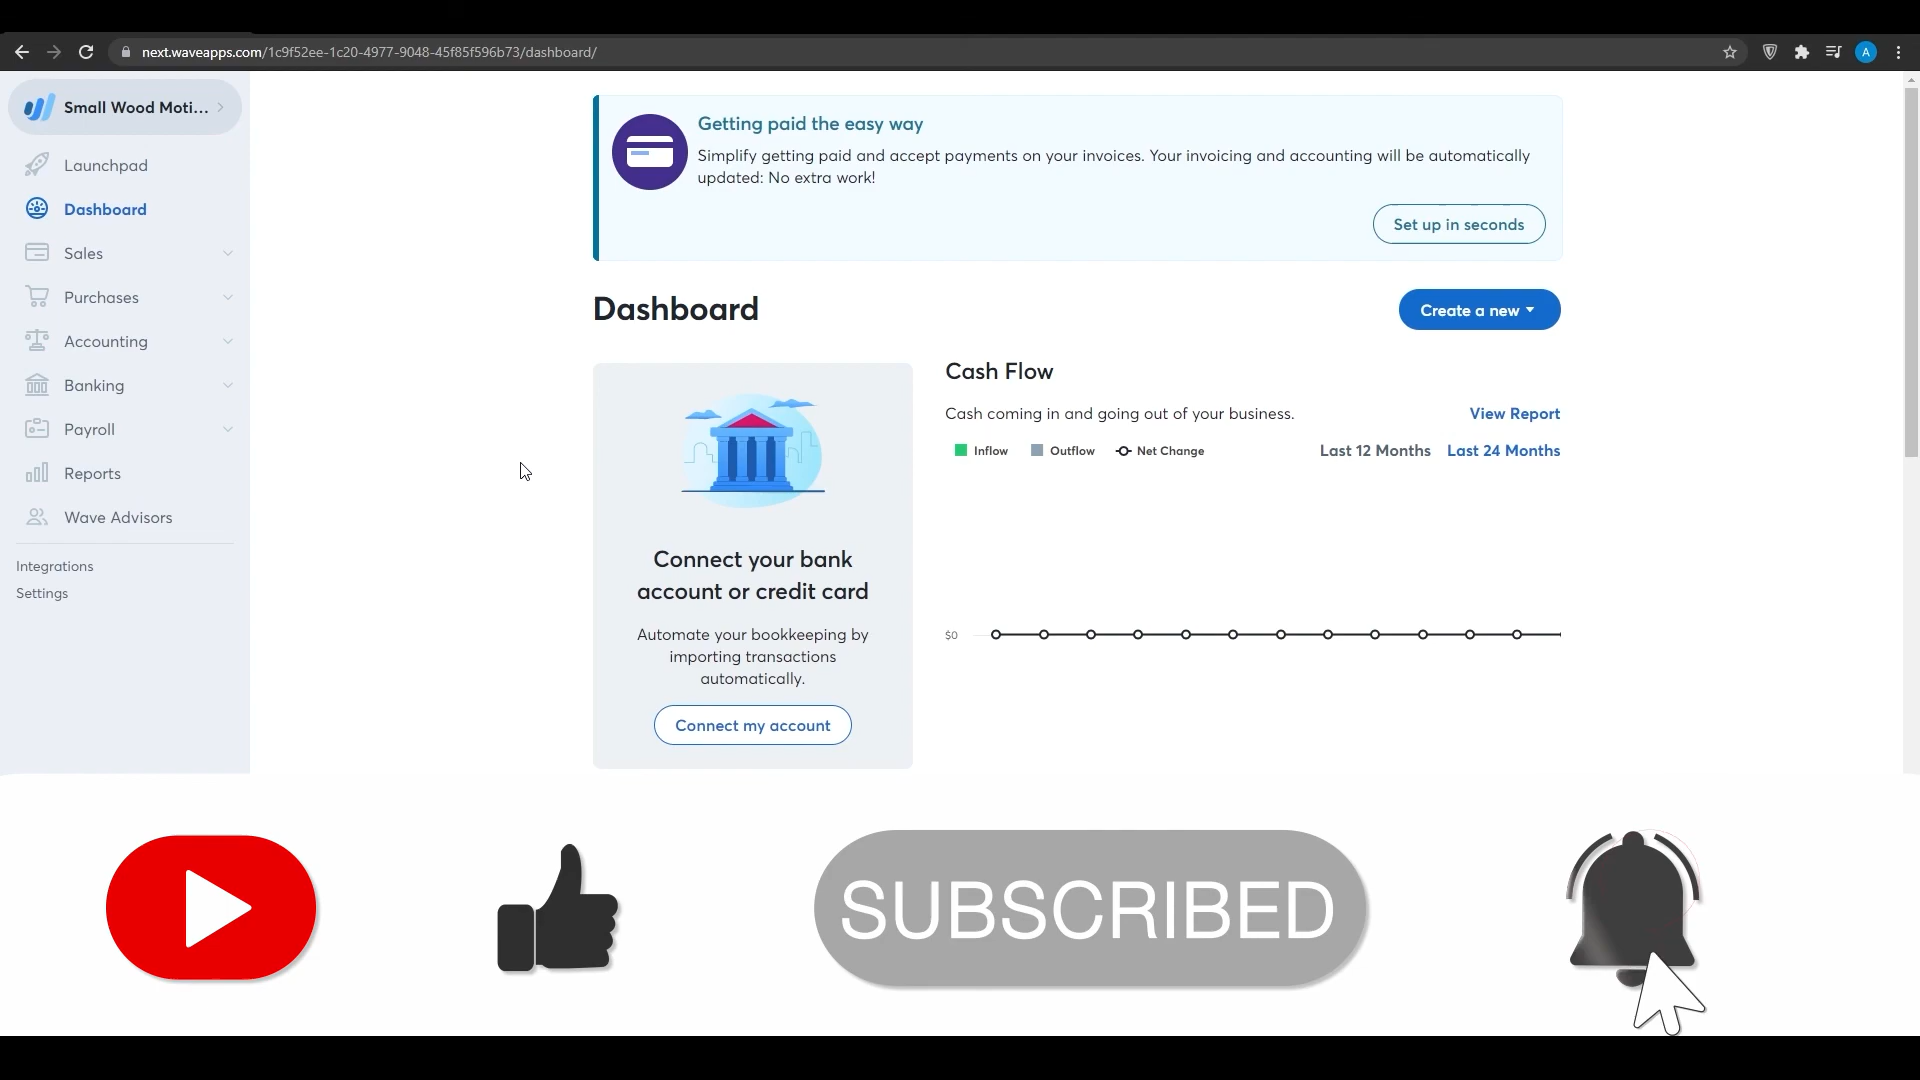 next.waveapps.com/1c9f52ee-1c20-4977-9048-45f85f596b73/dashboard/
A
Small Wood Moti...
Launchpad
Dashboard
Sales
Purchases
Accounting
Banking
Payroll
Reports
Wave Advisors
Integrations
Settings
Getting paid the easy way
Simplify getting paid and accept payments on your invoices. Your invoicing and accounting will be automatically
updated: No extra work!
Set up in seconds
Dashboard
Create a new
Connect your bank
account or credit card
Automate your bookkeeping by
importing transactions
automatically.
Connect my account
Cash Flow
Cash coming in and going out of your business.
View Report
Inflow
Outflow
Net Change
Last 12 Months
Last 24 Months
$0
SUBSCRIBED